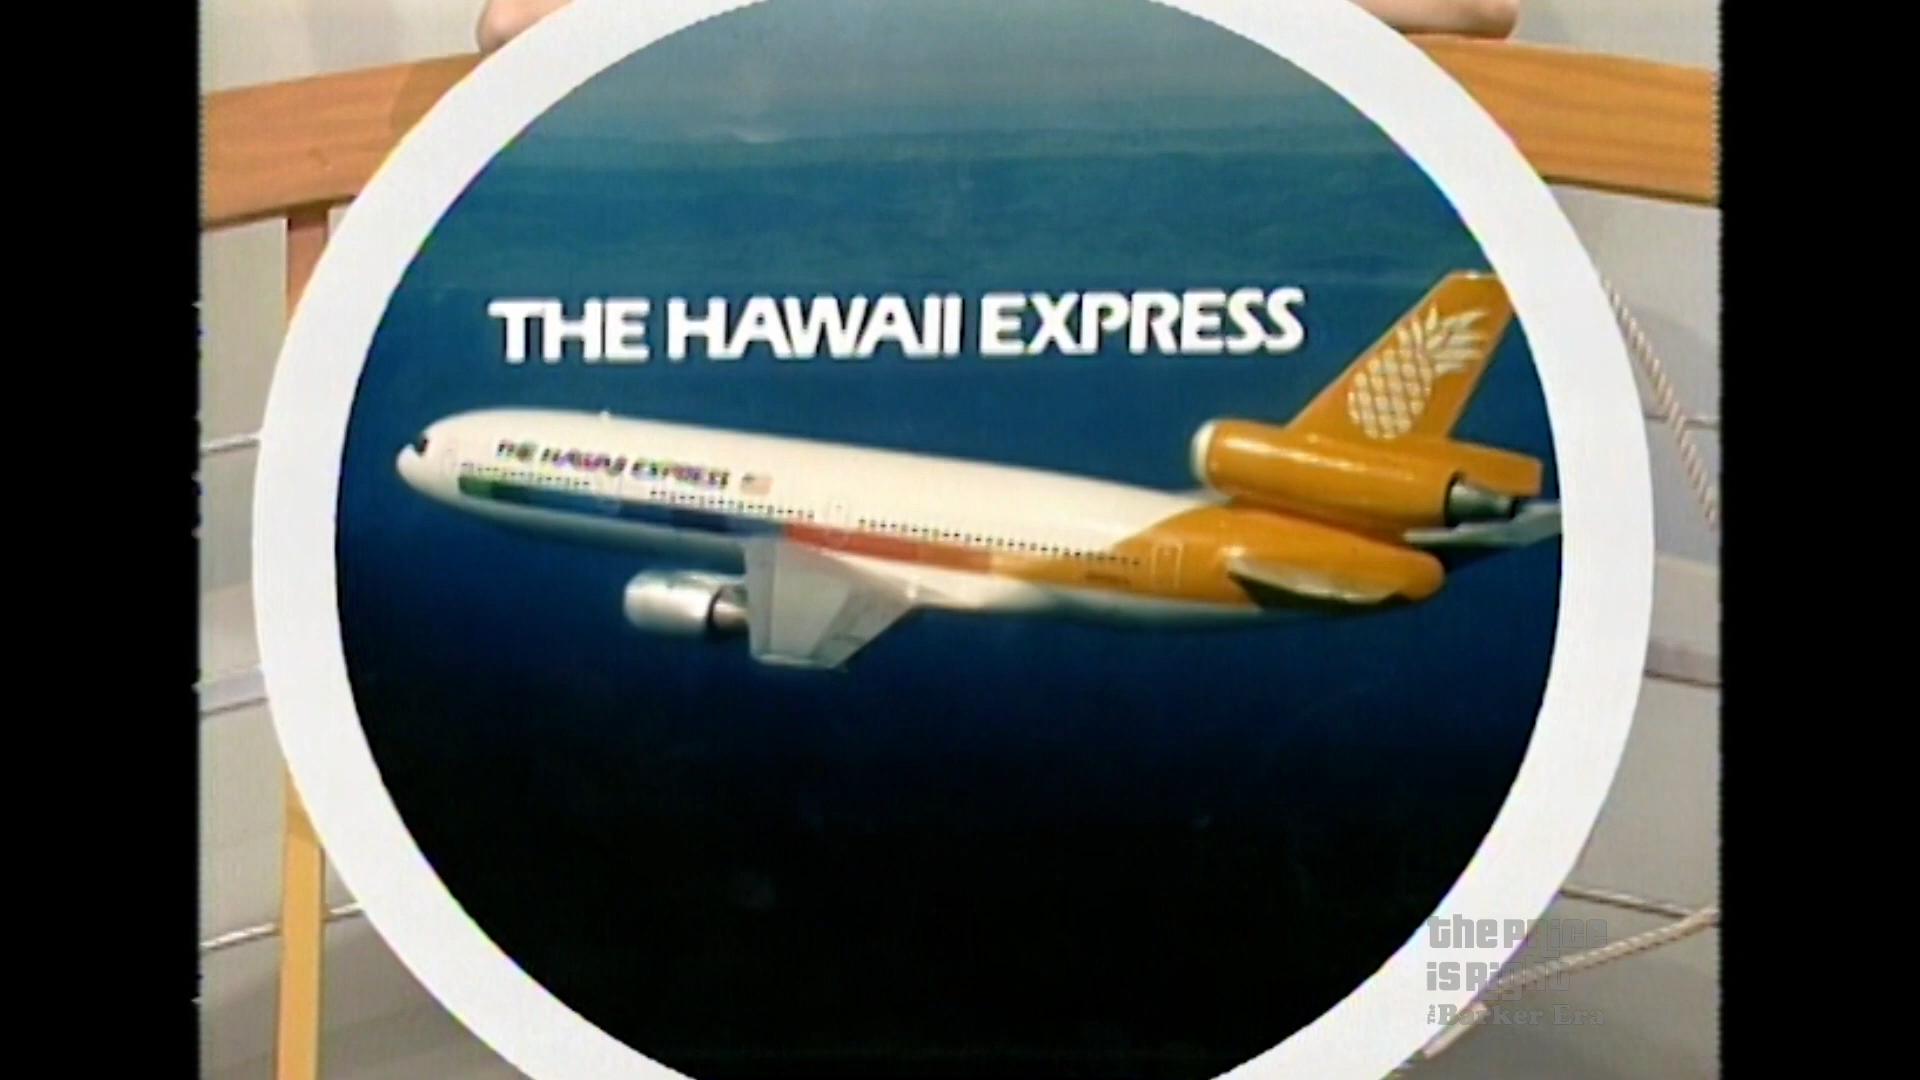 THE HAWAII EXPRESS
THE HAWAII EXPRESS
the price
is Right
The Barker Era